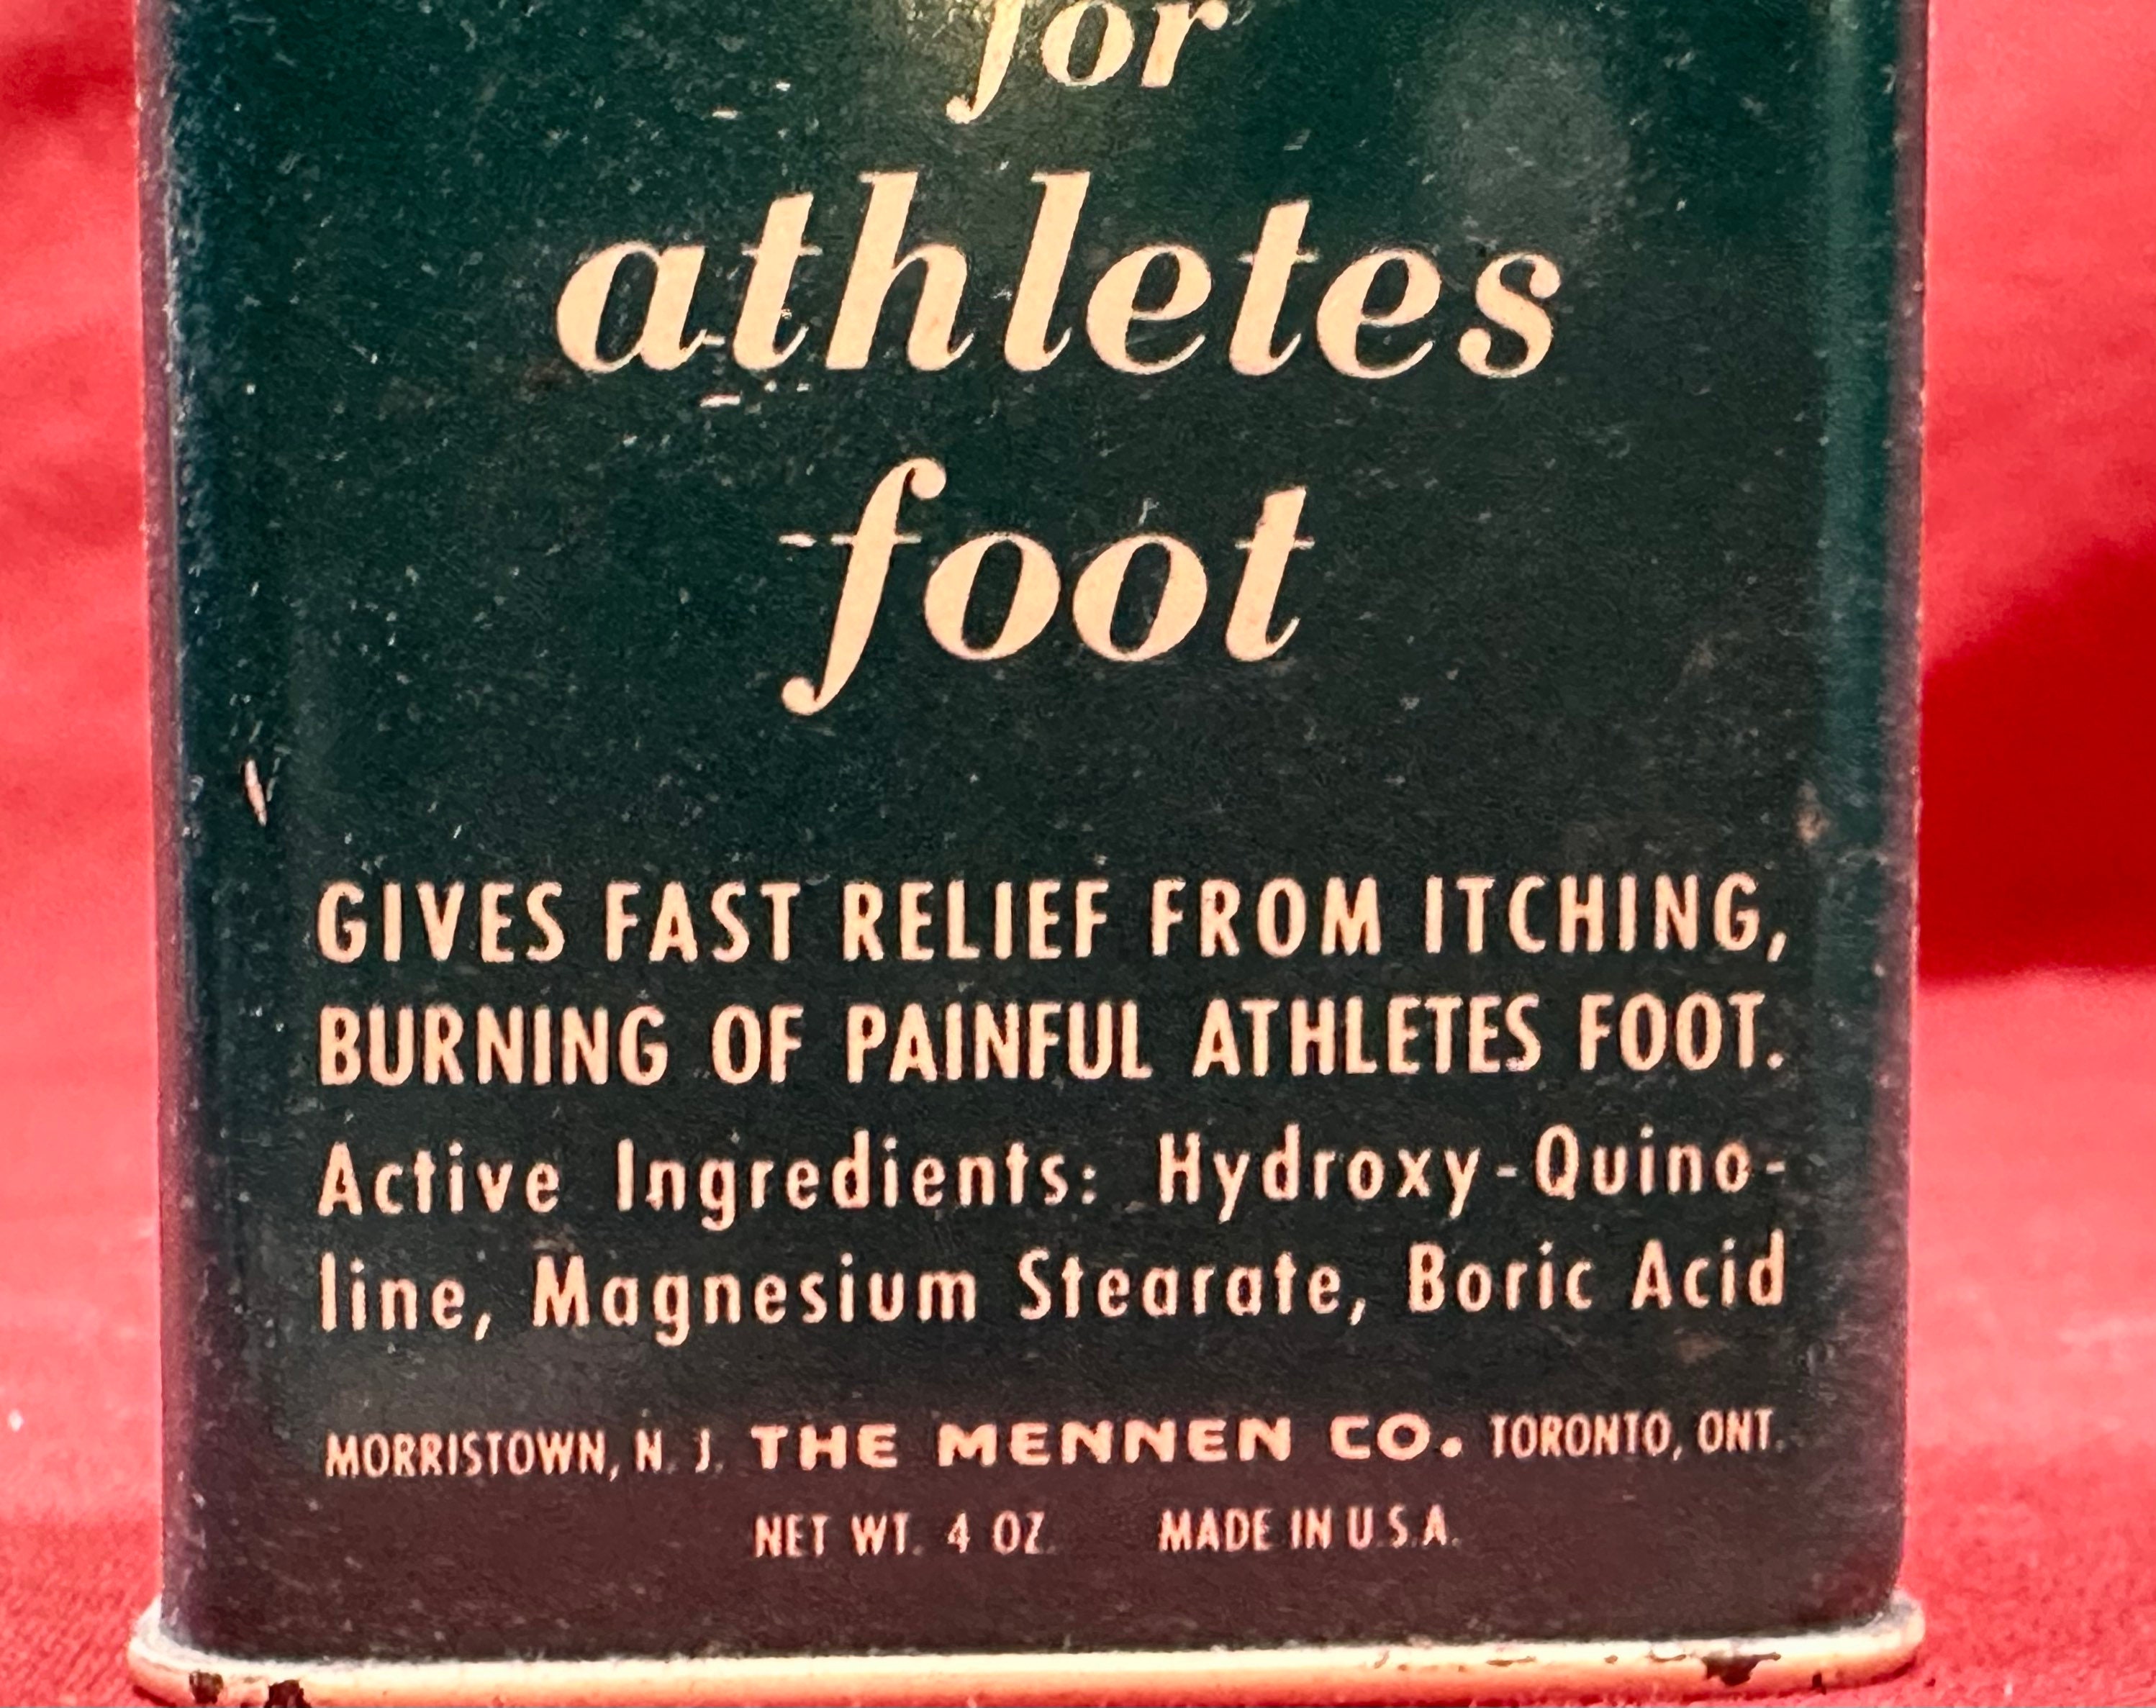 for
athletes
foot
GIVES FAST RELIEF FROM ITCHING,
BURNING OF PAINFUL ATHLETES FOOT.
Active Ingredients: Hydroxy-Quino-
line, Magnesium Stearate, Boric Acid
MORRISTOWN, N. J. THE MENNEN CO. TORONTO, ONT.
NET WT. 4 OZ. MADE IN U.S.A.